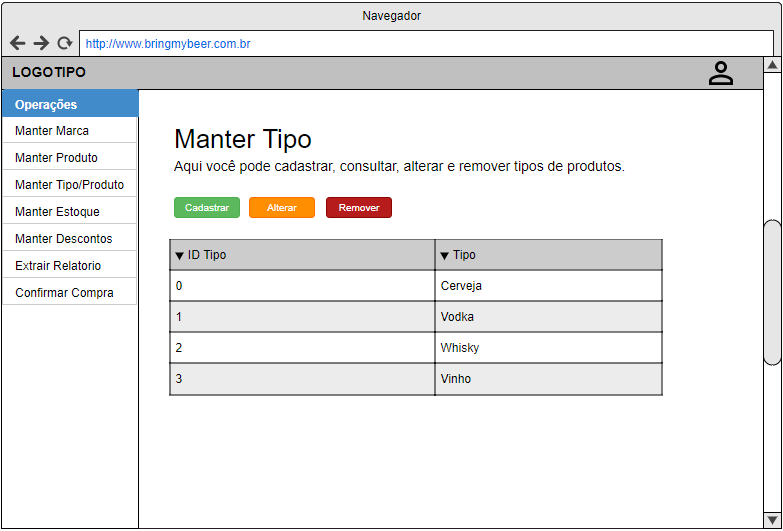 Navegador
http://www.bringmybeer.com.br
LOGOTIPO
Operações
Manter Marca
Manter Produto
Manter Tipo/Produto
Manter Estoque
Manter Descontos
Extrair Relatorio
Confirmar Compra
Manter Tipo
Aqui você pode cadastrar, consultar, alterar e remover tipos de produtos.
Cadastrar Alterar Remover
▼ ID Tipo ▼ Tipo
0 Cerveja
1 Vodka
2 Whisky
3 Vinho